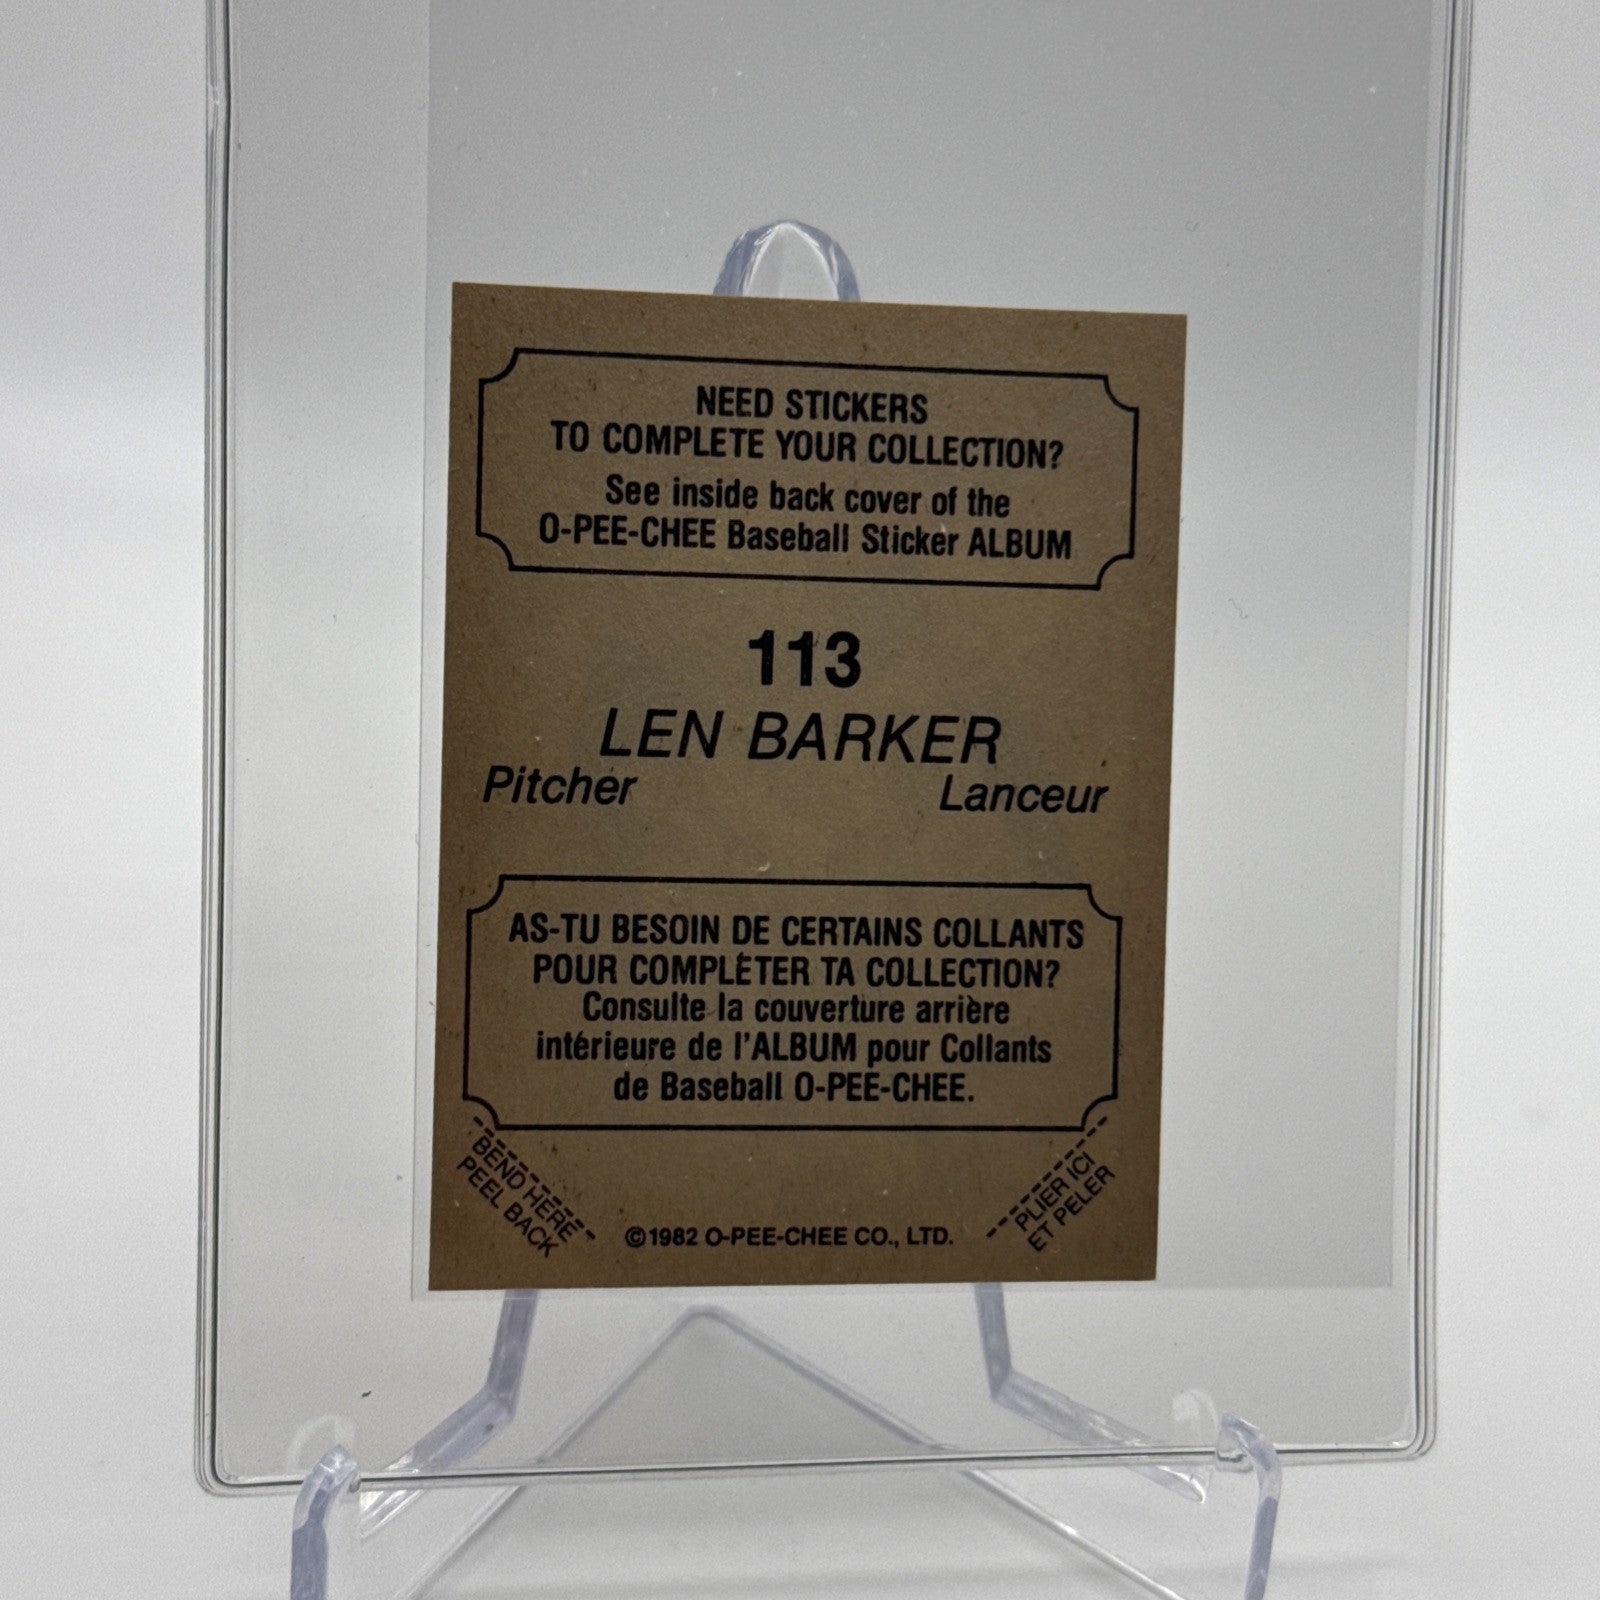 NEED STICKERS
TO COMPLETE YOUR COLLECTION?
See inside back cover of the
O-PEE-CHEE Baseball Sticker ALBUM
113
LEN BARKER
Pitcher Lanceur
AS-TU BESOIN DE CERTAINS COLLANTS
POUR COMPLÉTER TA COLLECTION?
Consulte la couverture arrière
intérieure de l'ALBUM pour Collants
de Baseball O-PEE-CHEE.
BEND HERE
PEEL BACK
©1982 O-PEE-CHEE CO., LTD.
PLIER ICI
ET PELER